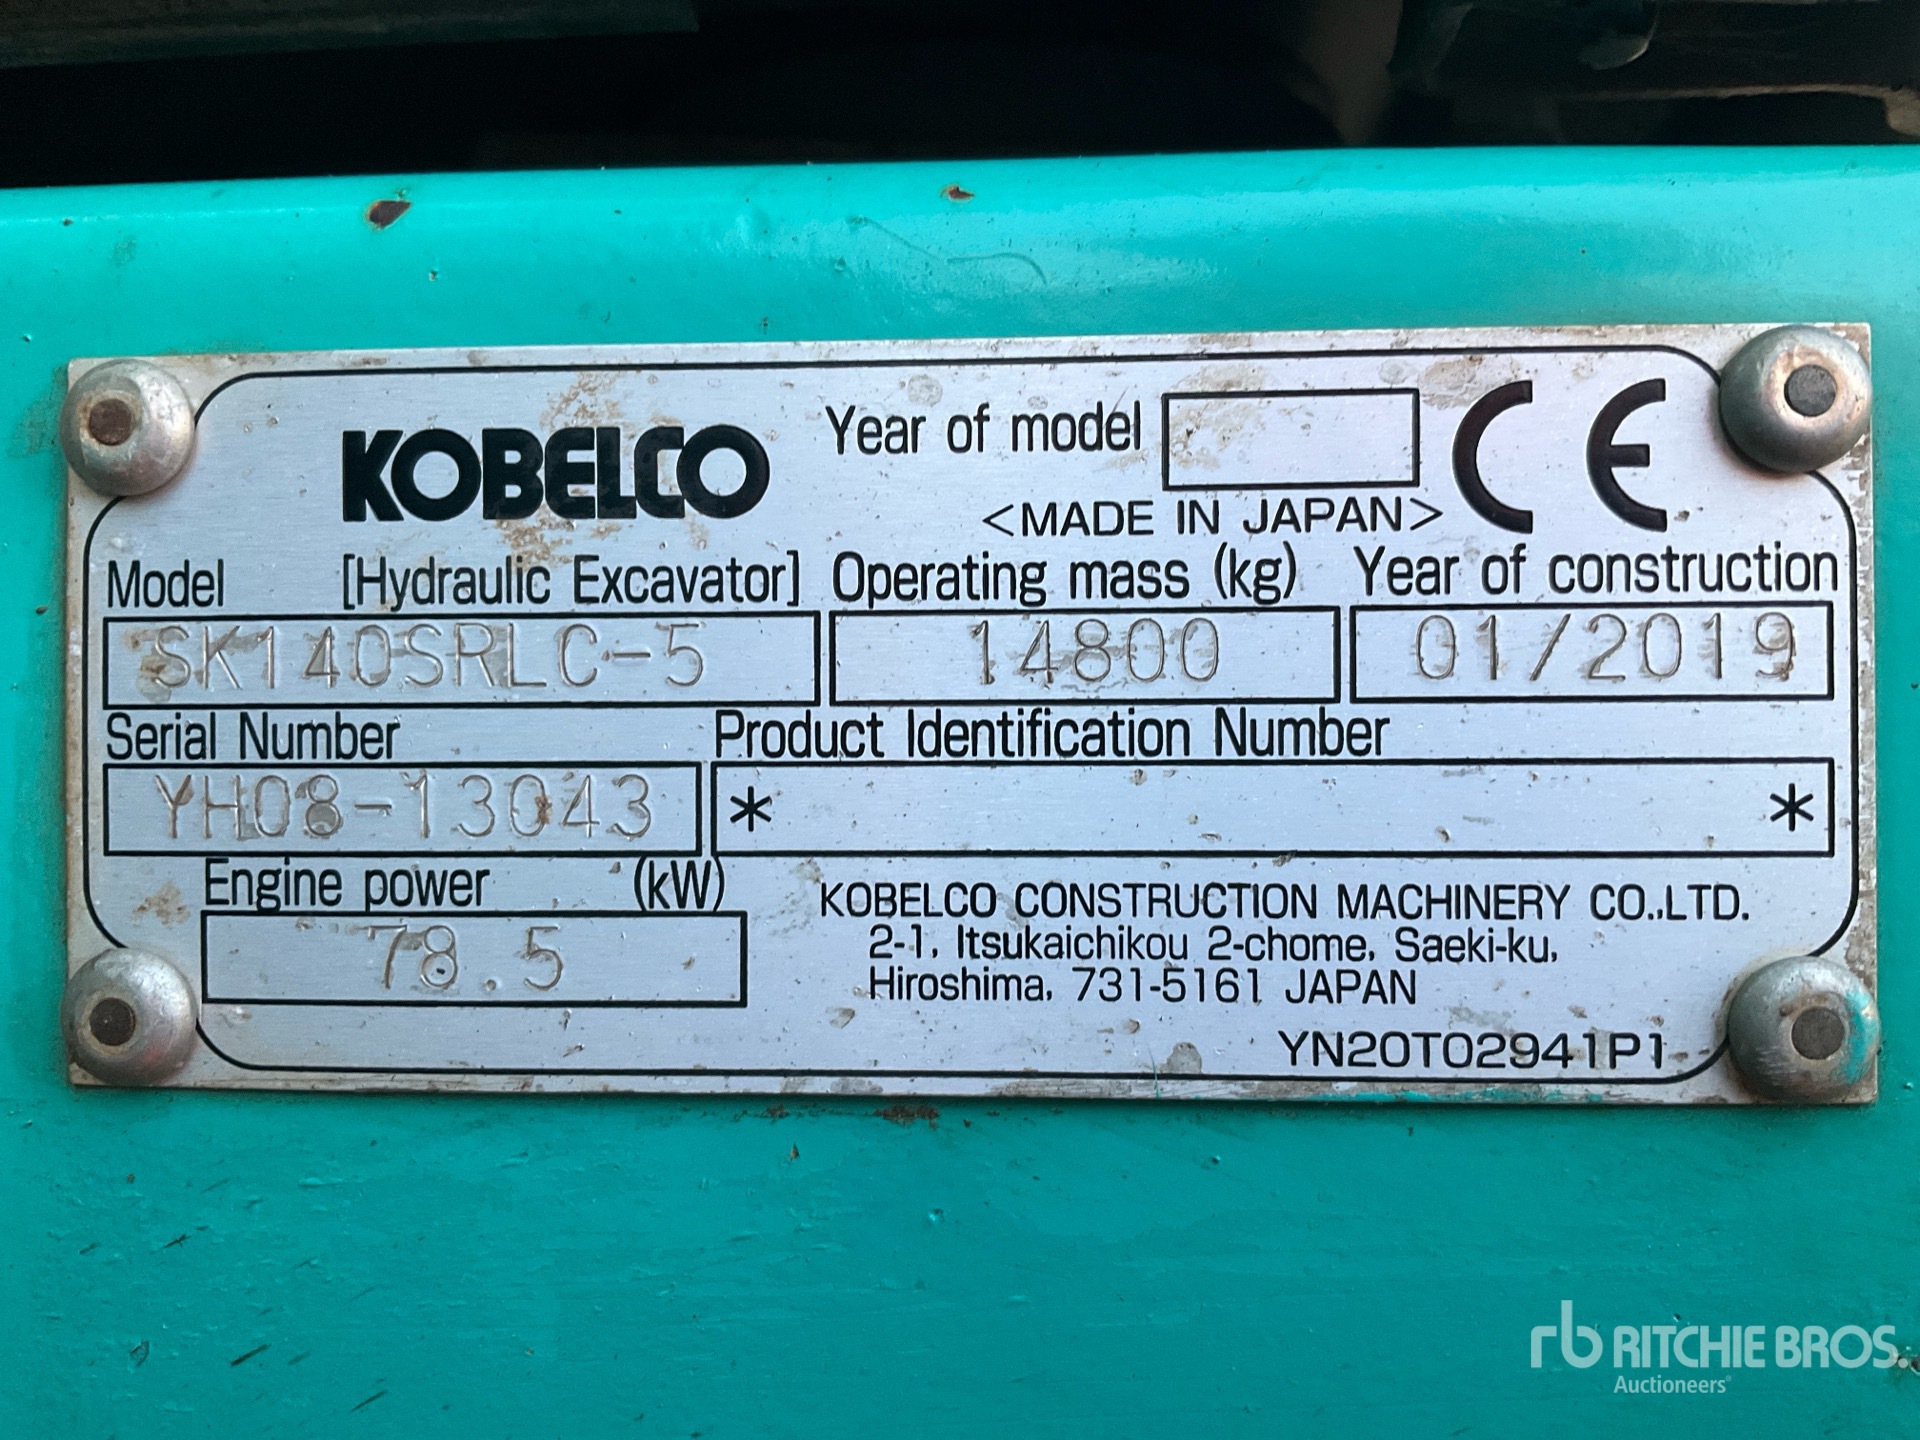 KOBELCO Year of model CE
<MADE IN JAPAN>
Model [Hydraulic Excavator] Operating mass (kg) Year of construction
SK140SRLC-5 14800 01/2019
Serial Number Product Identification Number
YH08-13043 * *
Engine power (kW)
78.5
KOBELCO CONSTRUCTION MACHINERY CO.,LTD.
2-1, Itsukaichikou 2-chome, Saeki-ku,
Hiroshima, 731-5161 JAPAN
YN20T02941P1
rb RITCHIE BROS.
Auctioneers